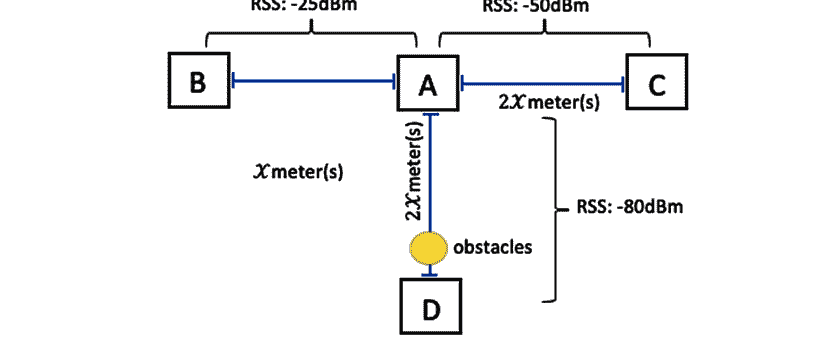 RSS: -25dBm
RSS: -50dBm
B
A
C
2X meter(s)
X meter(s)
2X meter(s)
RSS: -80dBm
obstacles
D